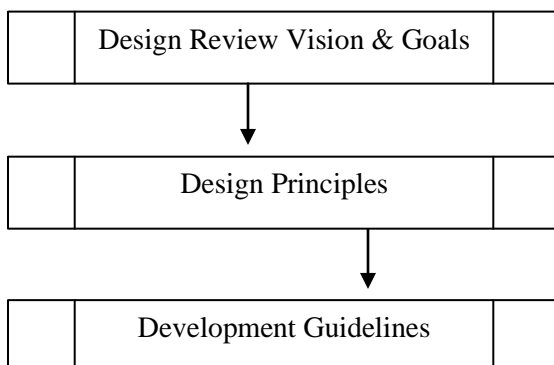 Design Review Vision & Goals
Design Principles
Development Guidelines